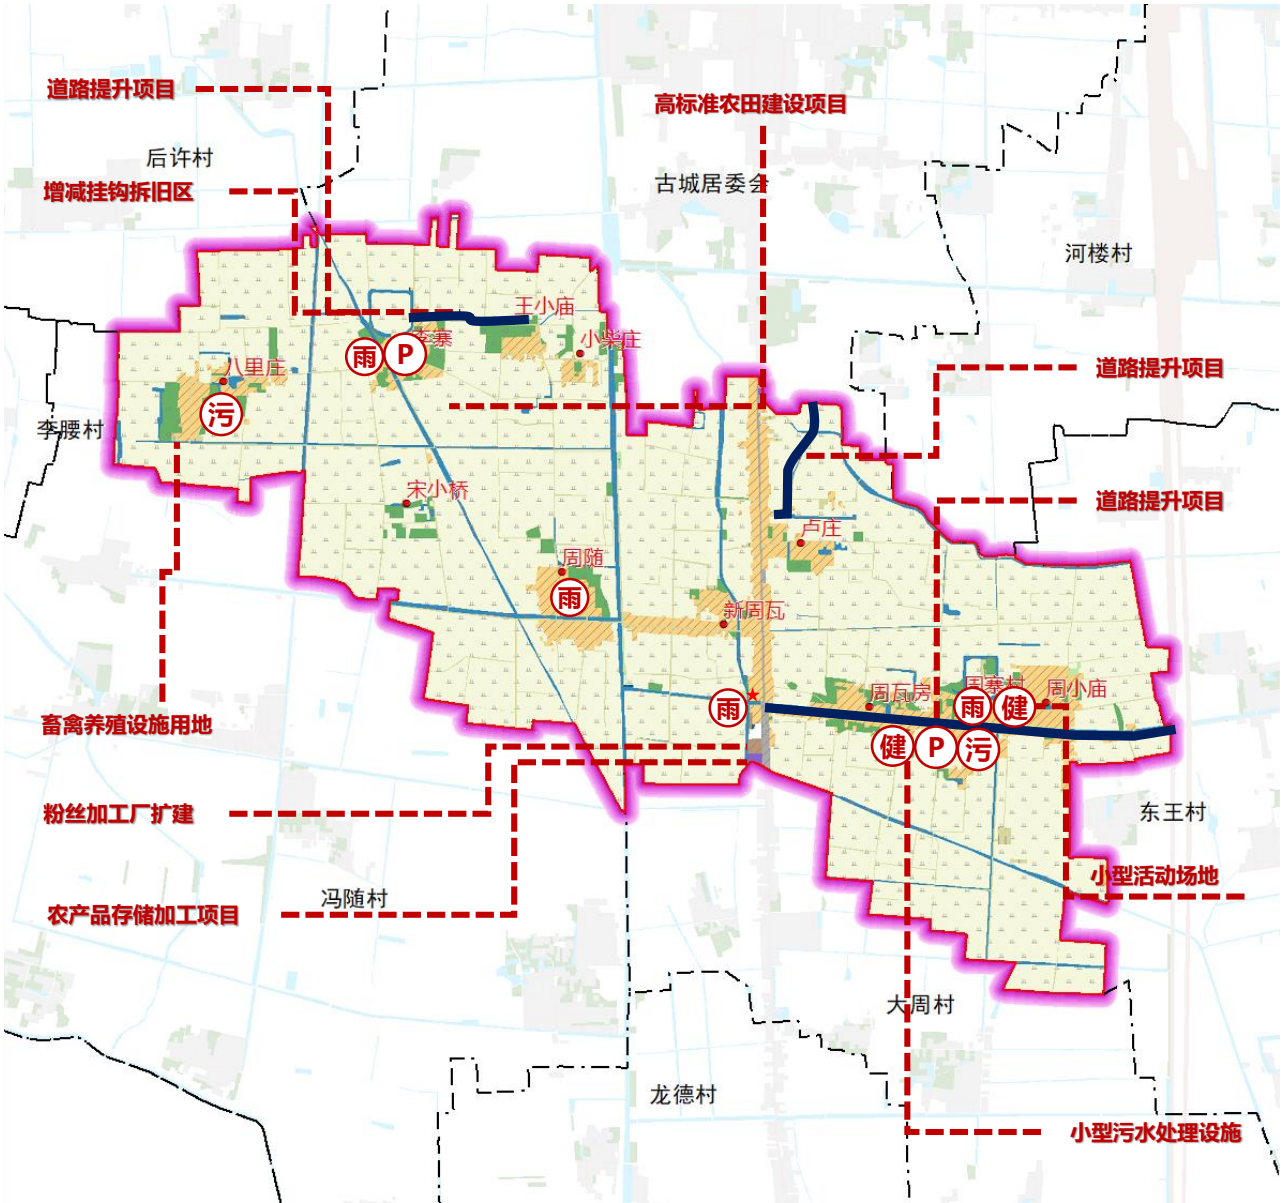 道路提升项目
高标准农田建设项目
后许村
增减挂钩拆旧区
古城居委会
河楼村
王小庙
李寨
小柴庄
雨
P
八里庄
道路提升项目
污
李腰村
宋小桥
道路提升项目
卢庄
周随
雨
新周瓦
周瓦房
周寨村
周小庙
雨
雨
健
畜禽养殖设施用地
健
P
污
粉丝加工厂扩建
东王村
小型活动场地
冯随村
农产品存储加工项目
大周村
龙德村
小型污水处理设施